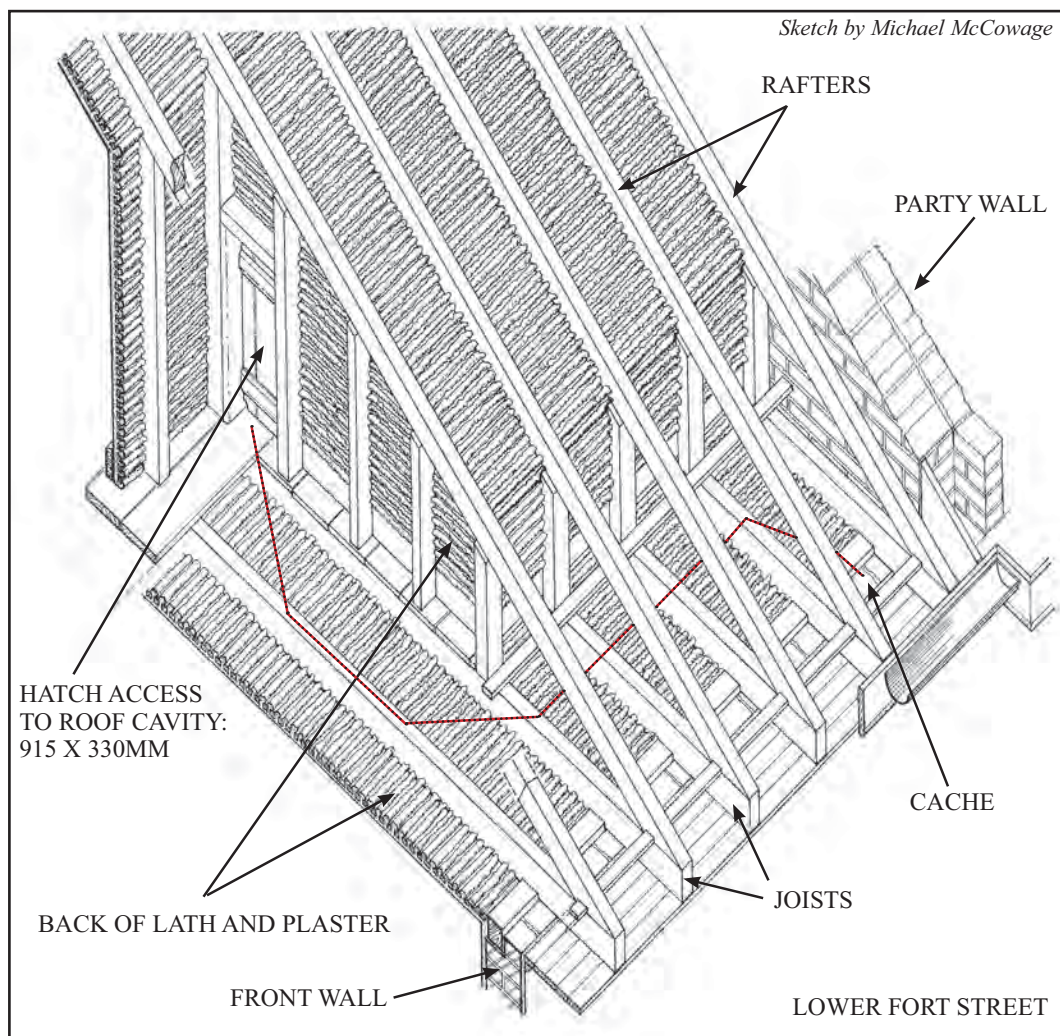 Sketch by Michael McCowage
RAFTERS
PARTY WALL
HATCH ACCESS
TO ROOF CAVITY:
915 X 330MM
CACHE
JOISTS
BACK OF LATH AND PLASTER
FRONT WALL
LOWER FORT STREET